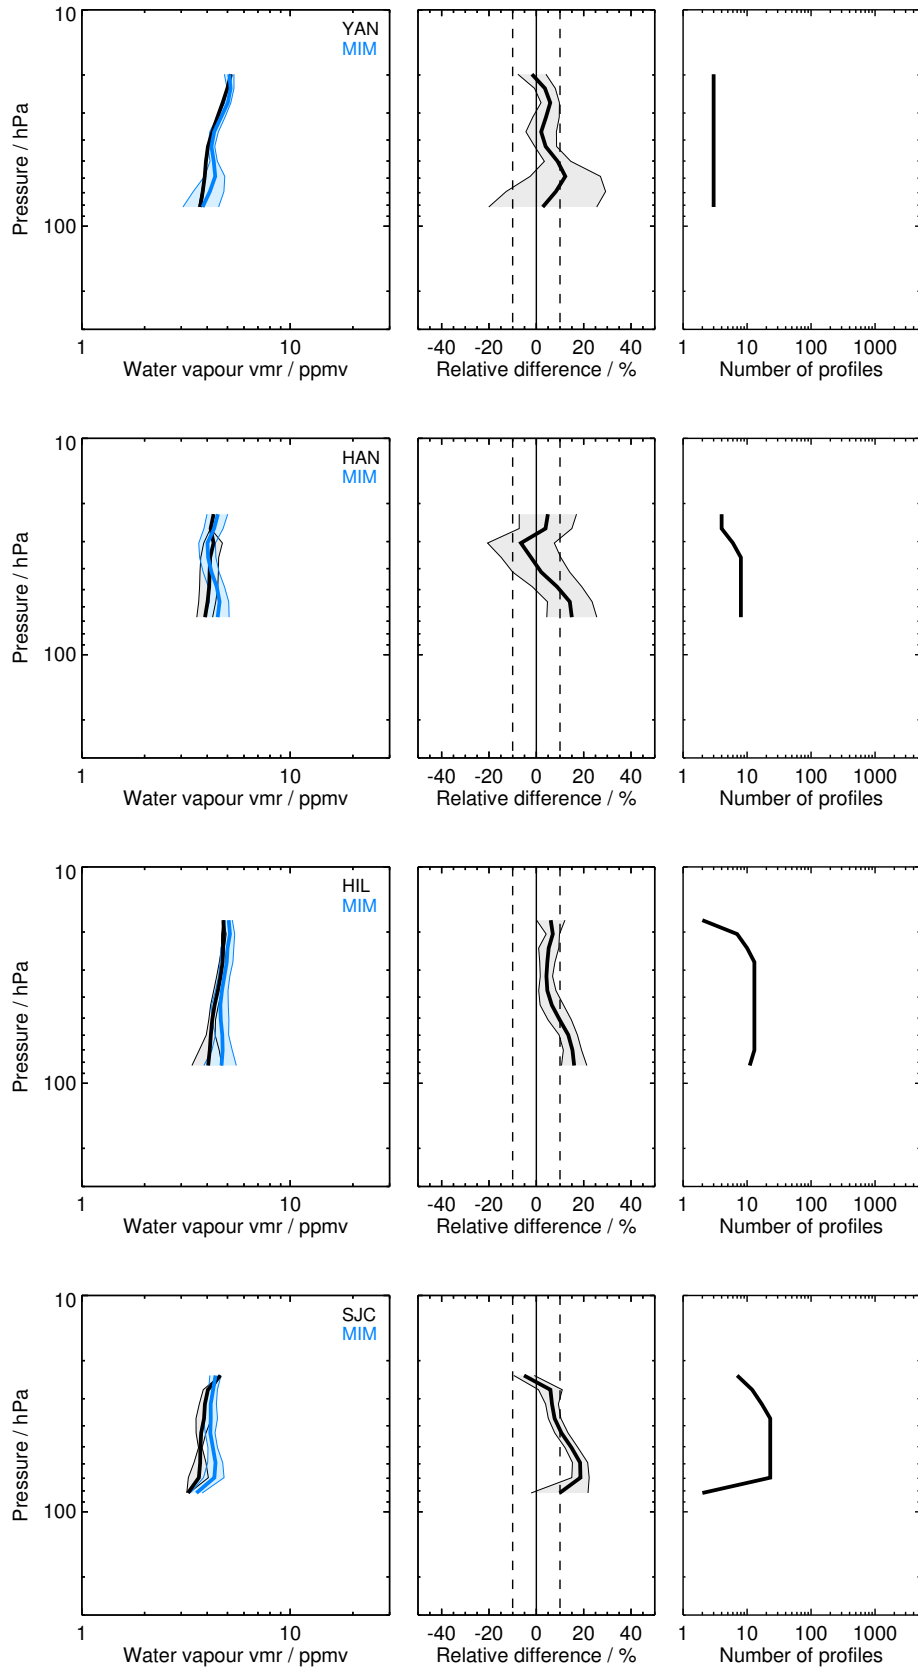 10
100
Pressure / hPa
YAN
MIM
1
10
Water vapour vmr / ppmv
-40 -20 0 20 40
Relative difference / %
1 10 100 1000
Number of profiles
10
100
Pressure / hPa
HAN
MIM
1
10
Water vapour vmr / ppmv
-40 -20 0 20 40
Relative difference / %
1 10 100 1000
Number of profiles
10
100
Pressure / hPa
HIL
MIM
1
10
Water vapour vmr / ppmv
-40 -20 0 20 40
Relative difference / %
1 10 100 1000
Number of profiles
10
100
Pressure / hPa
SJC
MIM
1
10
Water vapour vmr / ppmv
-40 -20 0 20 40
Relative difference / %
1 10 100 1000
Number of profiles